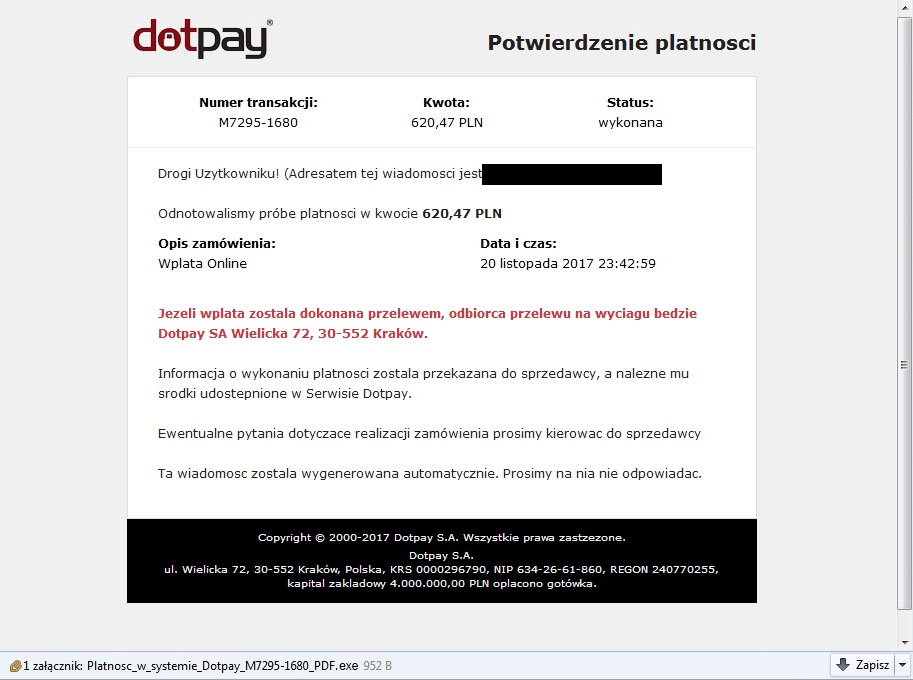 dotpay®
Potwierdzenie platnosci
Numer transakcji:
M7295-1680
Kwota:
620,47 PLN
Status:
wykonana
Drogi Uzytkowniku! (Adresatem tej wiadomosci jest
Odnotowalismy próbe platnosci w kwocie 620,47 PLN
Opis zamówienia:
Wplata Online
Data i czas:
20 listopada 2017 23:42:59
Jezeli wplata zostala dokonana przelewem, odbiorca przelewu na wyciagu bedzie
Dotpay SA Wielicka 72, 30-552 Kraków.
Informacja o wykonaniu platnosci zostala przekazana do sprzedawcy, a nalezne mu
srodki udostepnione w Serwisie Dotpay.
Ewentualne pytania dotyczace realizacji zamówienia prosimy kierowac do sprzedawcy
Ta wiadomosc zostala wygenerowana automatycznie. Prosimy na nia nie odpowiadac.
Copyright © 2000-2017 Dotpay S.A. Wszystkie prawa zastzezone.
Dotpay S.A.
ul. Wielicka 72, 30-552 Kraków, Polska, KRS 0000296790, NIP 634-26-61-860, REGON 240770255,
kapital zakladowy 4.000.000,00 PLN oplacono gotówka.
1 załącznik: Platnosc_w_systemie_Dotpay_M7295-1680_PDF.exe 952 B
Zapisz